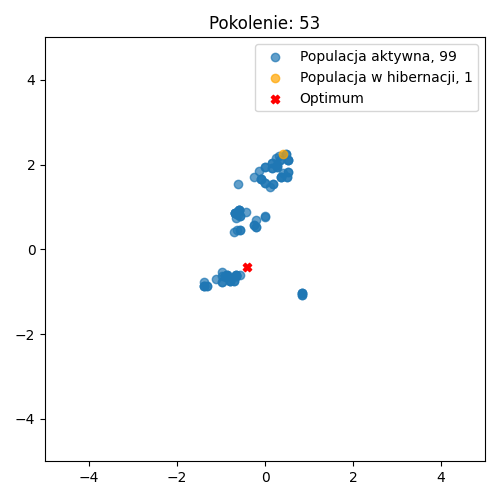 Pokolenie: 53
Populacja aktywna, 99
Populacja w hibernacji, 1
Optimum
4
2
0
−2
−4
−4
−2
0
2
4